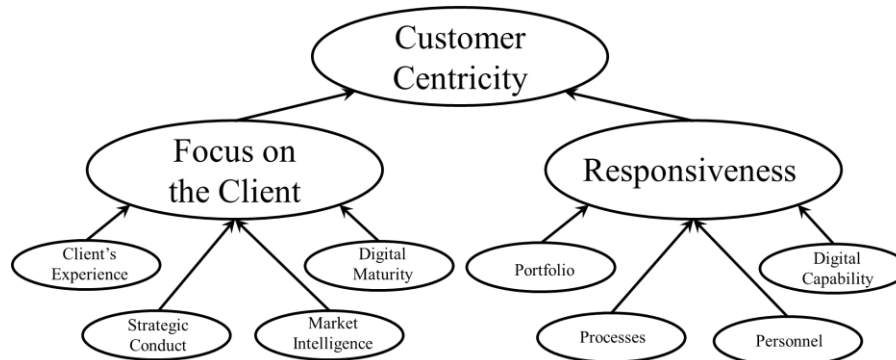 Customer
Centricity
Focus on
the Client
Responsiveness
Client's
Experience
Digital
Maturity
Portfolio
Digital
Capability
Strategic
Conduct
Market
Intelligence
Processes
Personnel